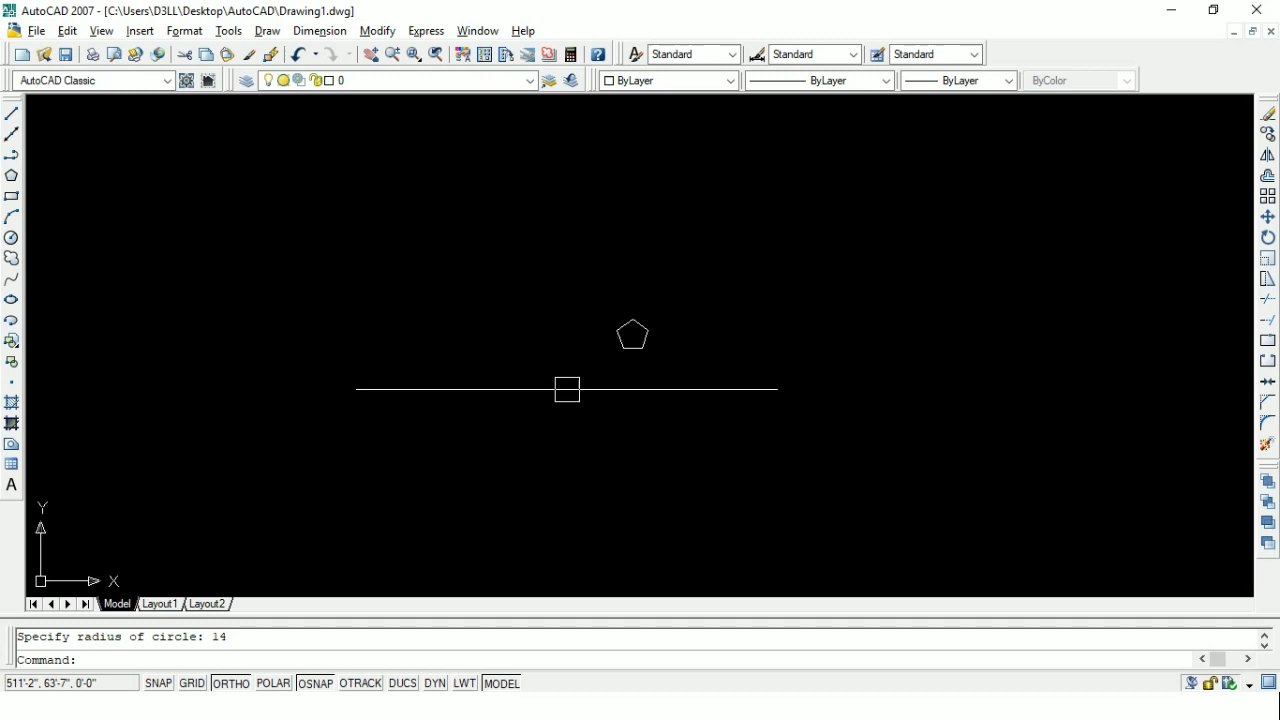 AutoCAD 2007 - [C:\Users\D3LL\Desktop\AutoCAD\Drawing1.dwg]
File Edit View Insert Format Tools Draw Dimension Modify Express Window Help
Standard Standard Standard
AutoCAD Classic 0 ByLayer ByLayer ByLayer ByColor
A
Y
X
Model Layout1 Layout2
Specify radius of circle: 14
Command:
511'-2", 63'-7", 0'-0" SNAP GRID ORTHO POLAR OSNAP OTRACK DUCS DYN LWT MODEL